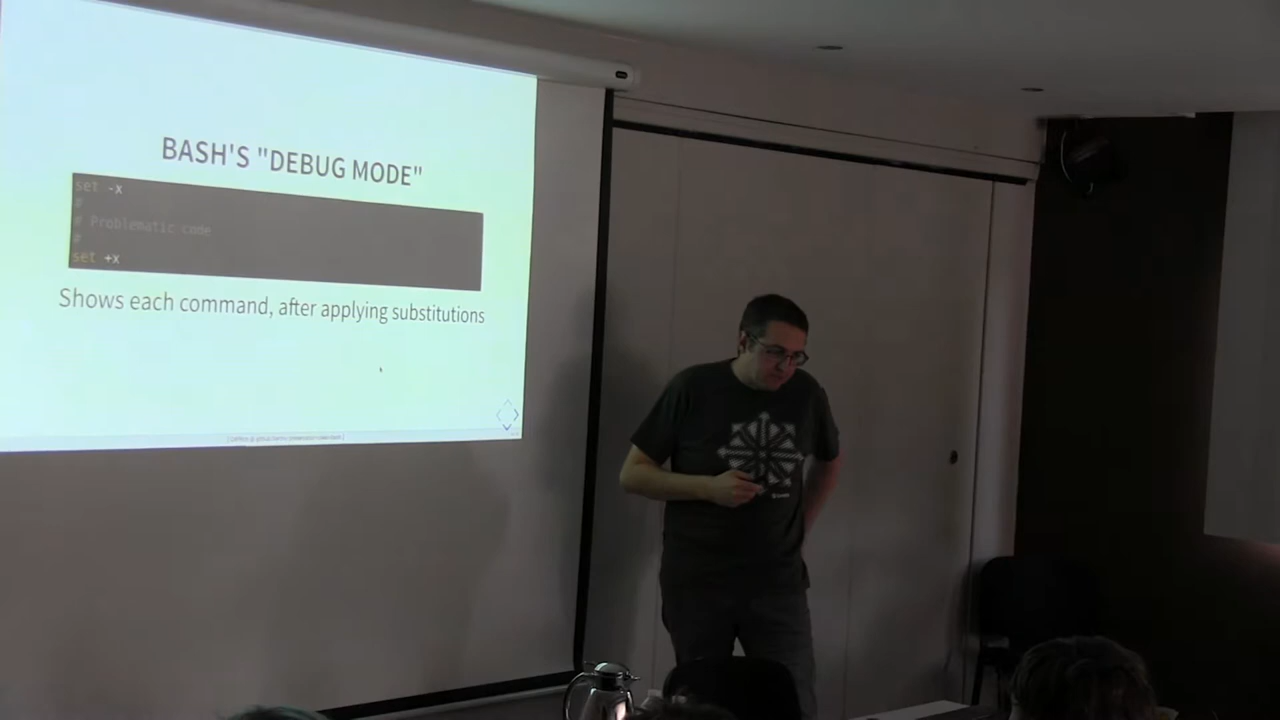 BASH'S "DEBUG MODE"
set -x
#
# Problematic code
#
set +x
Shows each command, after applying substitutions